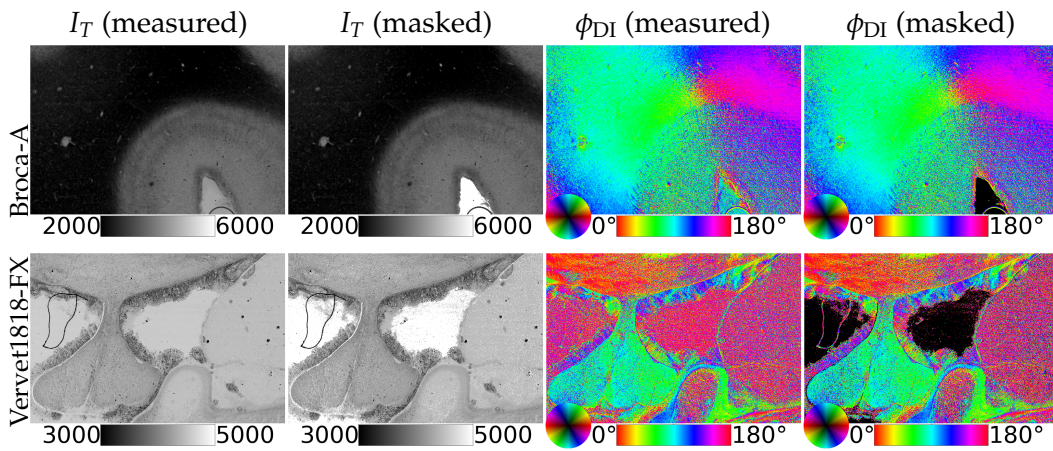 I_T (measured) I_T (masked) ϕ_DI (measured) ϕ_DI (masked)
Broca-A
2000 6000 2000 6000 0° 180° 0° 180°
Vervet1818-FX
3000 5000 3000 5000 0° 180° 0° 180°